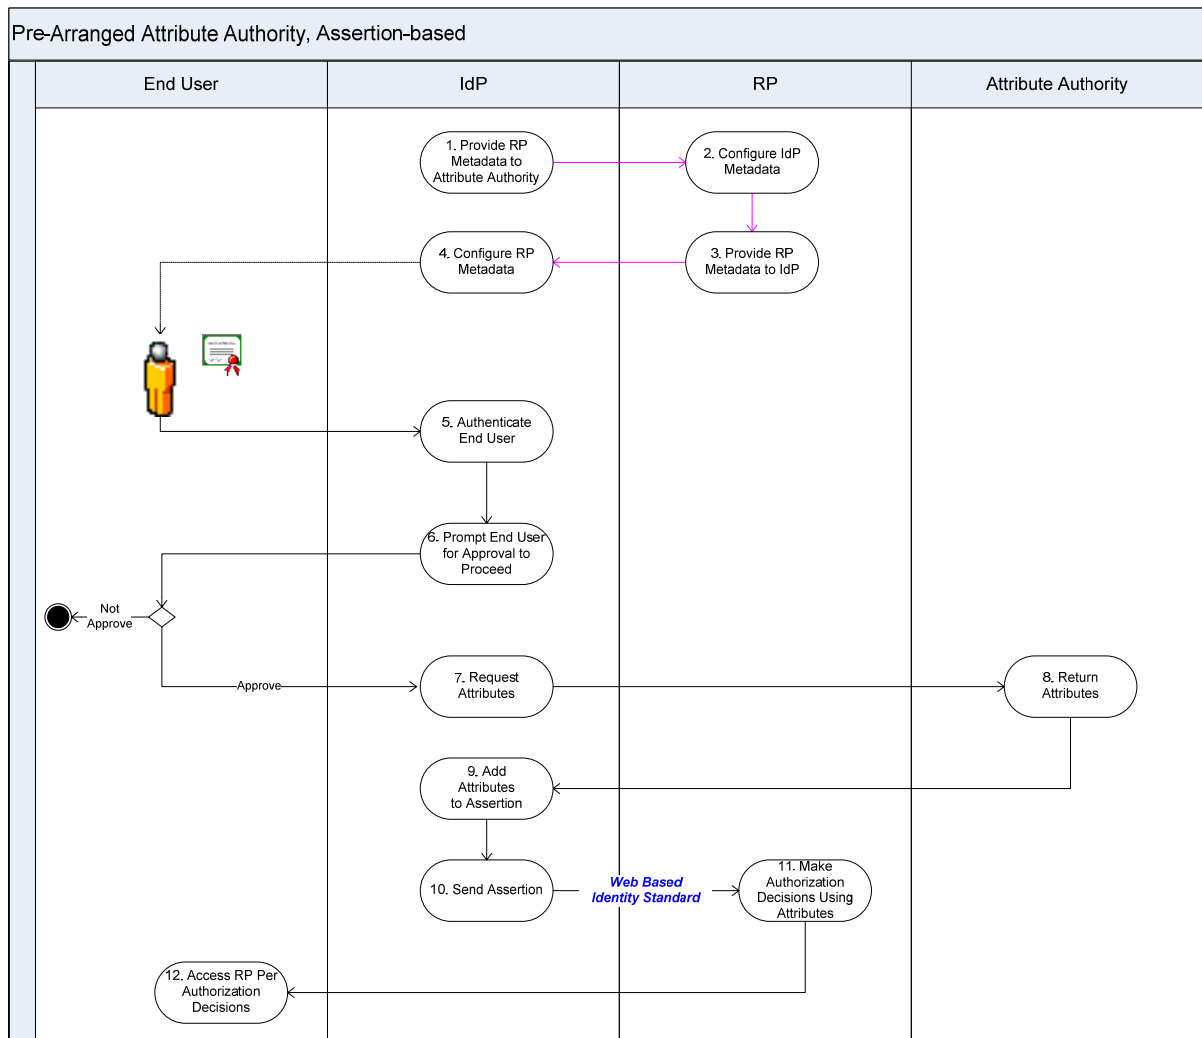 Pre-Arranged Attribute Authority, Assertion-based
End User
IdP
RP
Attribute Authority
1. Provide RP
Metadata to
Attribute Authority
2. Configure IdP
Metadata
4. Configure RP
Metadata
3. Provide RP
Metadata to IdP
5. Authenticate
End User
6. Prompt End User
for Approval to
Proceed
Not
Approve
Approve
7. Request
Attributes
8. Return
Attributes
9. Add
Attributes
to Assertion
10. Send Assertion
Web Based
Identity Standard
11. Make
Authorization
Decisions Using
Attributes
12. Access RP Per
Authorization
Decisions